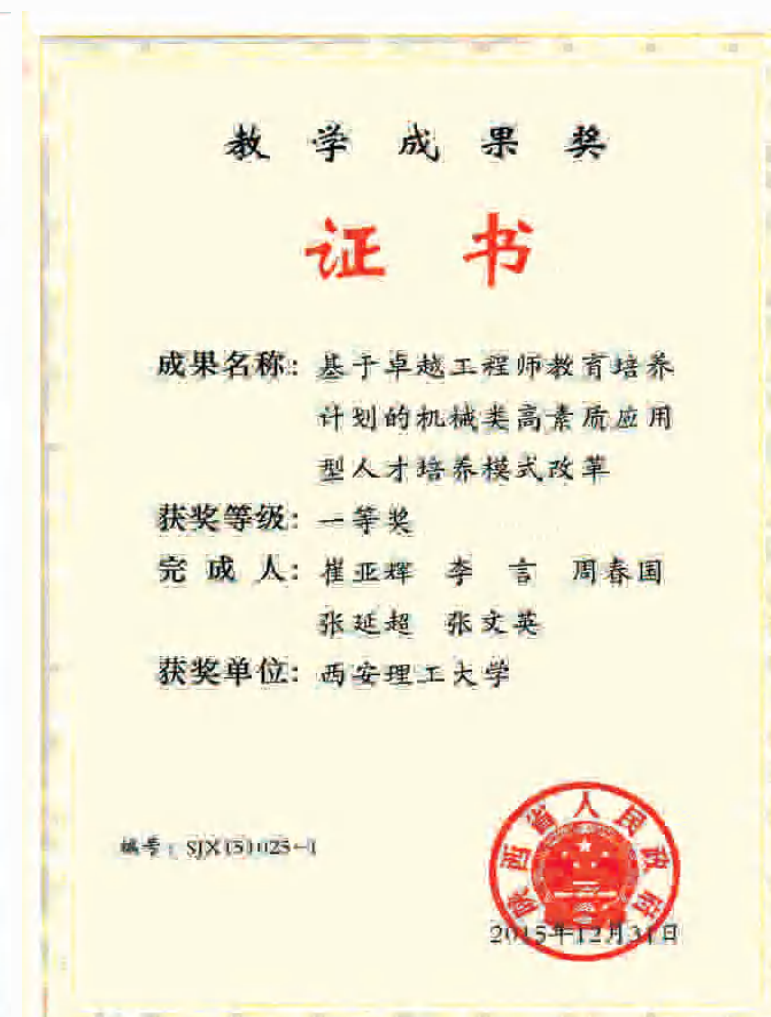 教学成果奖
证书
成果名称：基于卓越工程师教育培养
计划的机械类高素质应用
型人才培养模式改革
获奖等级：一等奖
完成人：崔亚辉 李言 周春国
张延超 张文英
获奖单位：西安理工大学
陕西省人民政府
编号：SJX151025-1
2015年12月31日